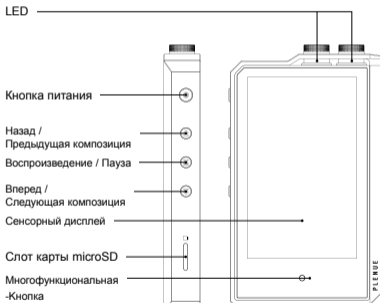 LED
Кнопка питания
Назад /
Предыдущая композиция
Воспроизведение / Пауза
Вперед /
Следующая композиция
Сенсорный дисплей
Слот карты microSD
Многофункциональная
-Кнопка
PLENUE